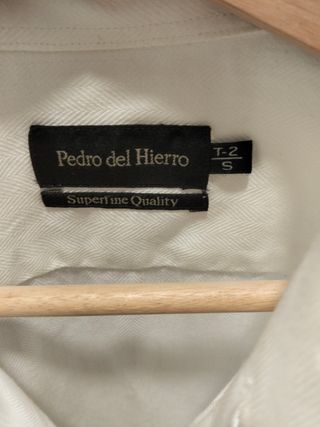 Pedro del Hierro
T-2
S
Superfine Quality